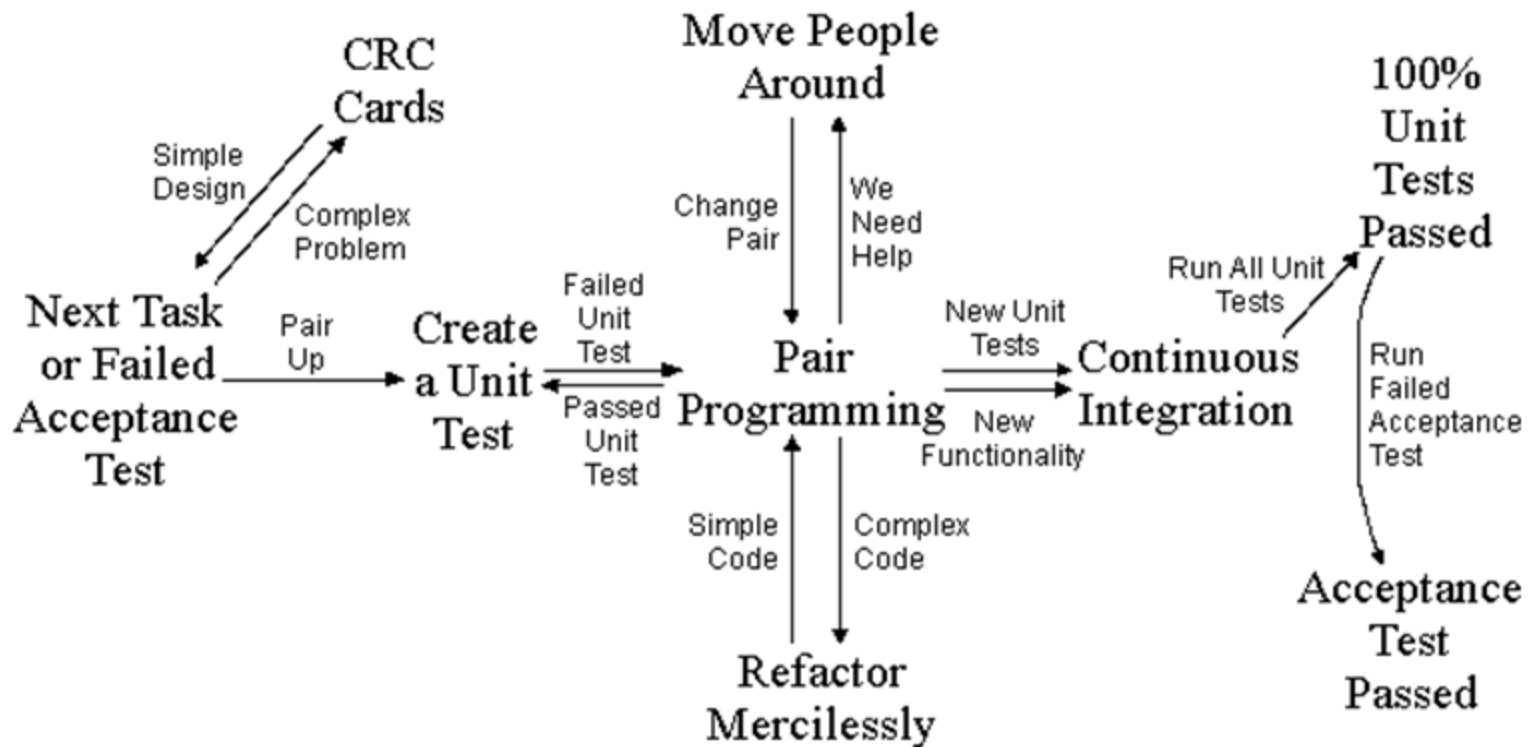 CRC
Cards
Simple
Design
Complex
Problem
Next Task
or Failed
Acceptance
Test
Pair
Up
Create
a Unit
Test
Failed
Unit
Test
Passed
Unit
Test
Move People
Around
Change
Pair
We
Need
Help
Pair
Programming
Simple
Code
Complex
Code
Refactor
Mercilessly
New Unit
Tests
New
Functionality
Continuous
Integration
Run All Unit
Tests
100%
Unit
Tests
Passed
Run
Failed
Acceptance
Test
Acceptance
Test
Passed